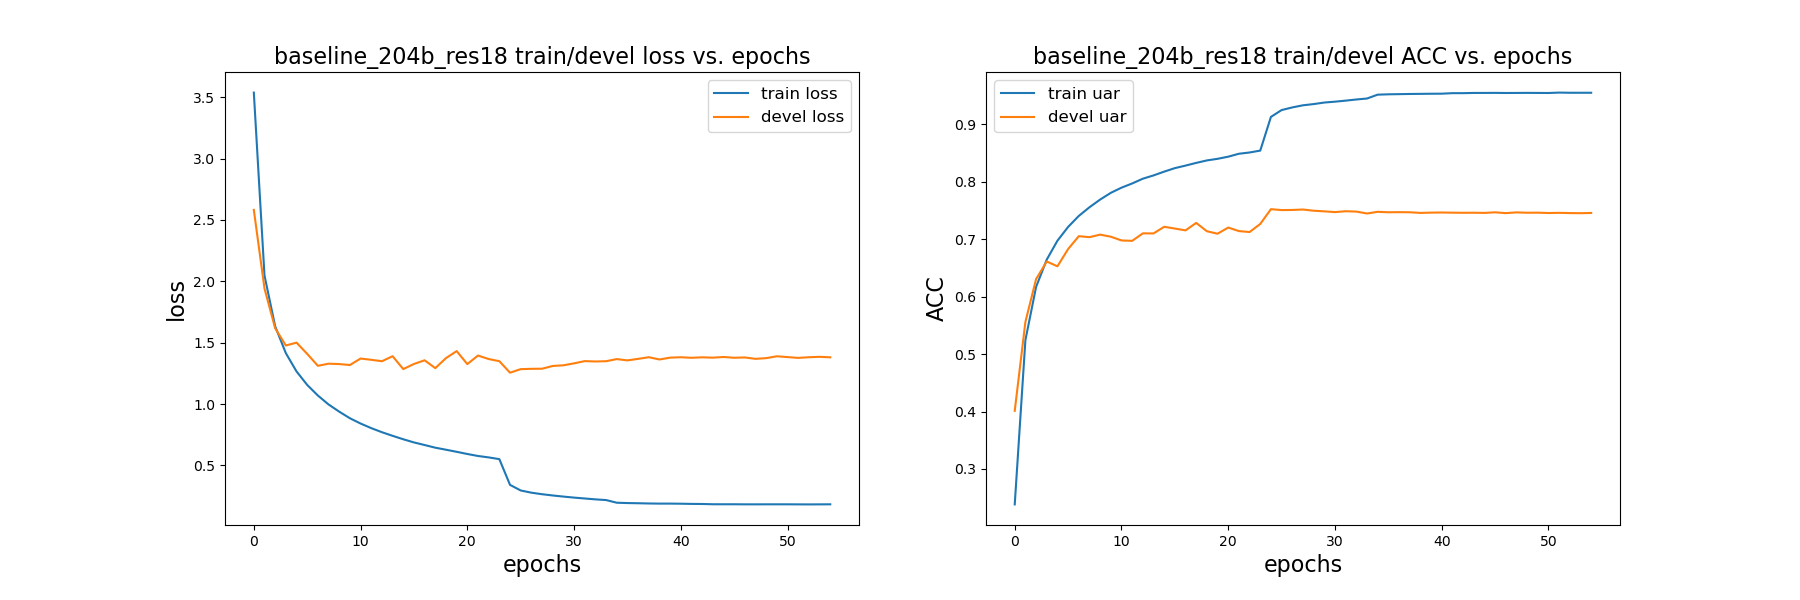 baseline_204b_res18 train/devel loss vs. epochs
3.5
3.0
2.5
2.0
1.5
1.0
0.5
loss
train loss
devel loss
0 10 20 30 40 50
epochs
baseline_204b_res18 train/devel ACC vs. epochs
0.9
0.8
0.7
0.6
0.5
0.4
0.3
ACC
train uar
devel uar
0 10 20 30 40 50
epochs